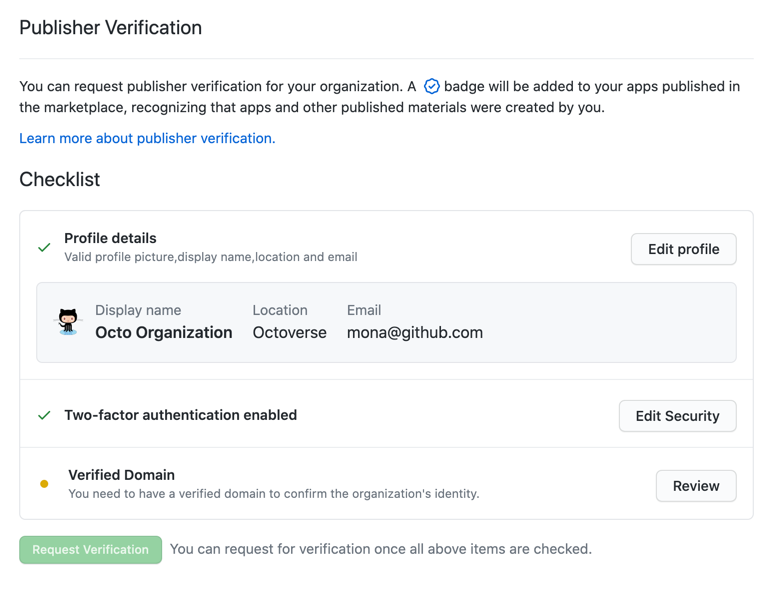 Publisher Verification
You can request publisher verification for your organization. A badge will be added to your apps published in
the marketplace, recognizing that apps and other published materials were created by you.
Learn more about publisher verification.
Checklist
Profile details
Valid profile picture,display name,location and email
Edit profile
Display name Location Email
Octo Organization Octoverse mona@github.com
Two-factor authentication enabled
Edit Security
Verified Domain
You need to have a verified domain to confirm the organization's identity.
Review
Request Verification You can request for verification once all above items are checked.